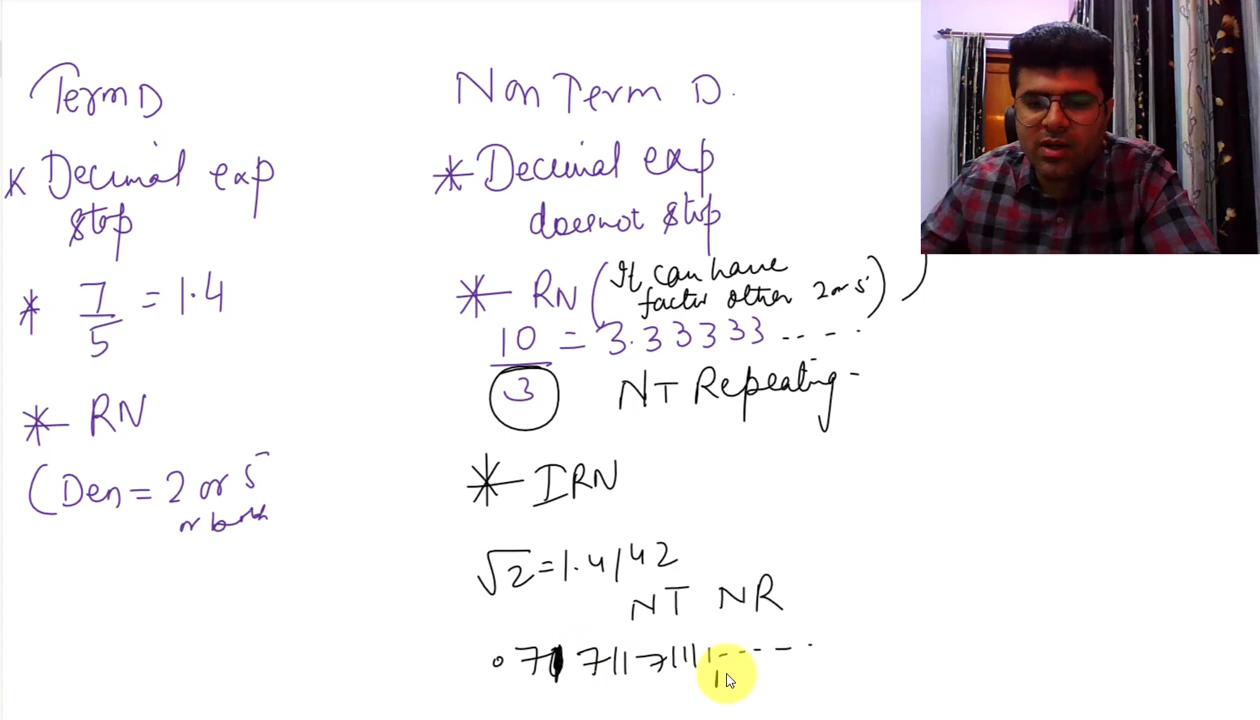 Term D
* Decimal exp
stop
* 7/5 = 1.4
* RN
(Den = 2 or 5
or both
Non Term D.
* Decimal exp
doesnot stop
* RN (It can have
factor other 2 or 5)
10/3 = 3.33333 .....
NT Repeating -
* IRN
√2 = 1.4142
NT NR